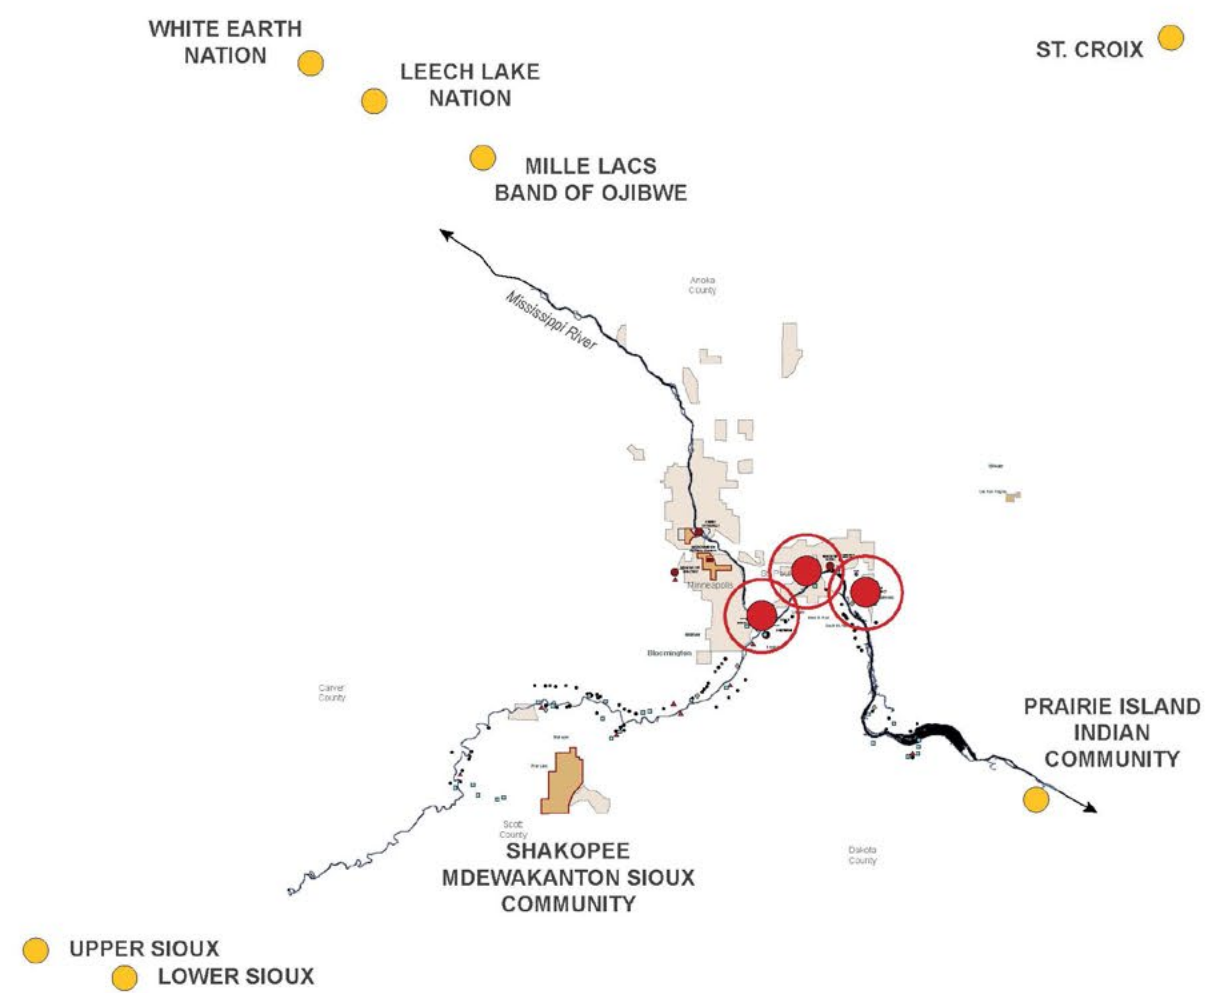 WHITE EARTH
NATION
ST. CROIX
LEECH LAKE
NATION
MILLE LACS
BAND OF OJIBWE
Anoka
County
Mississippi River
Minneapolis
Bloomington
Carver
County
PRAIRIE ISLAND
INDIAN
COMMUNITY
Scott
County
SHAKOPEE
MDEWAKANTON SIOUX
COMMUNITY
Dakota
County
UPPER SIOUX
LOWER SIOUX